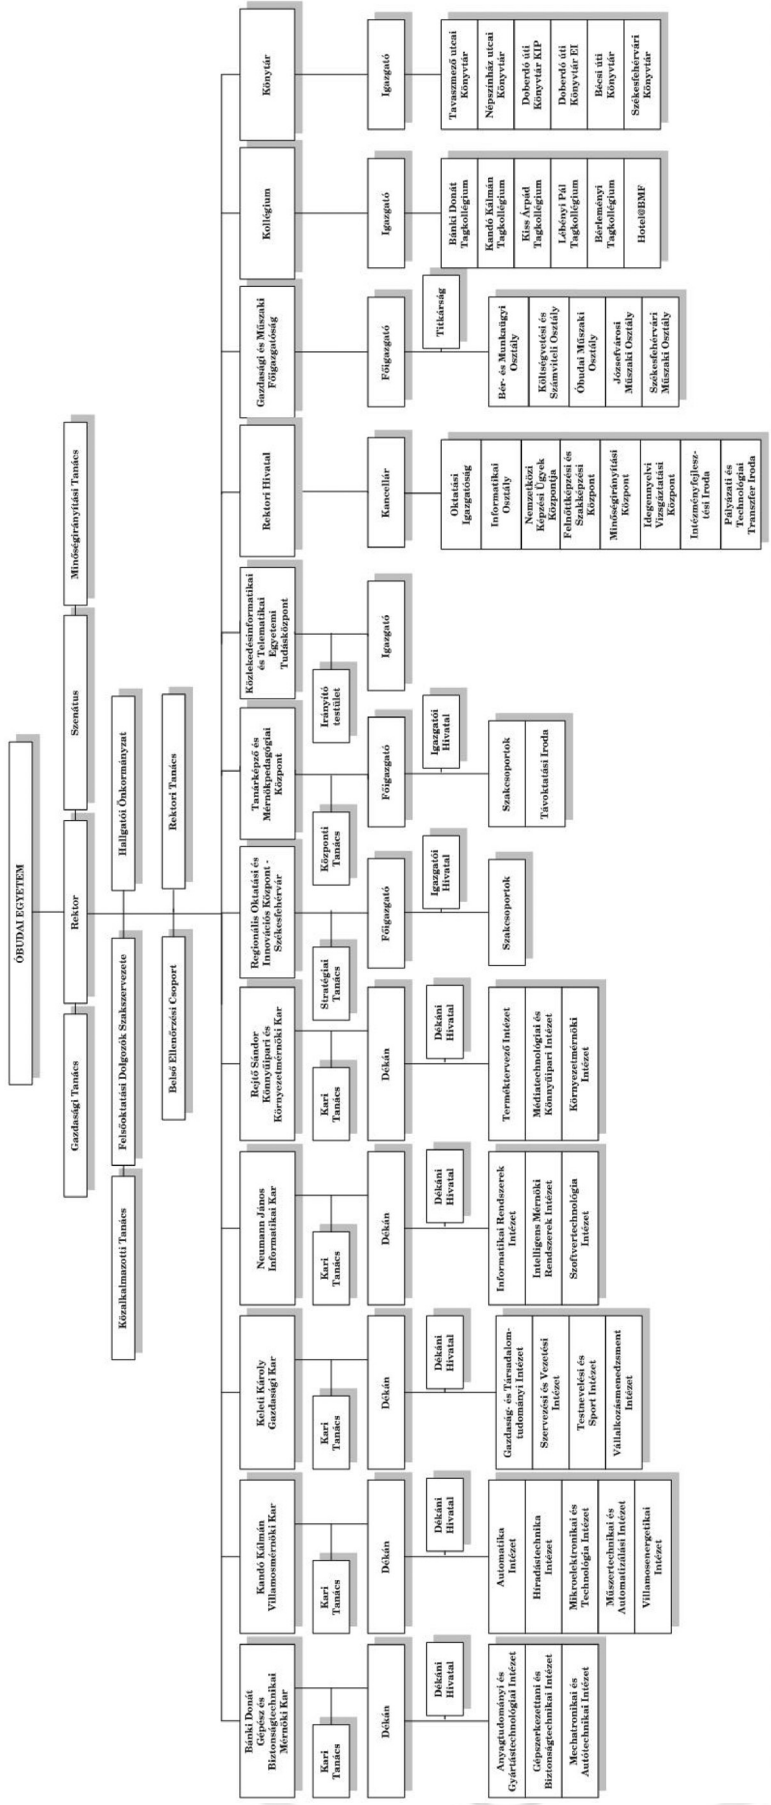 ÓBUDAI EGYETEM
Gazdasági Tanács
Rektor
Szenátus
Minőségirányítási Tanács
Közalkalmazotti Tanács
Felsőoktatási Dolgozók Szakszervezete
Hallgatói Önkormányzat
Belső Ellenőrzési Csoport
Rektori Tanács
Bánki Donát
Gépész és
Biztonságtechnikai
Mérnöki Kar
Kari
Tanács
Dékán
Dékáni
Hivatal
Anyagtudományi és
Gyártástechnológiai Intézet
Gépszerkezettani és
Biztonságtechnikai Intézet
Mechatronikai és
Autótechnikai Intézet
Kandó Kálmán
Villamosmérnöki Kar
Kari
Tanács
Dékán
Dékáni
Hivatal
Automatika
Intézet
Híradástechnika
Intézet
Mikroelektronikai és
Technológia Intézet
Műszertechnikai és
Automatizálási Intézet
Villamosenergetikai
Intézet
Keleti Károly
Gazdasági Kar
Kari
Tanács
Dékán
Dékáni
Hivatal
Gazdaság- és Társadalom-
tudományi Intézet
Szervezési és Vezetési
Intézet
Testnevelési és
Sport Intézet
Vállalkozásmenedzsment
Intézet
Neumann János
Informatikai Kar
Kari
Tanács
Dékán
Dékáni
Hivatal
Informatikai Rendszerek
Intézet
Intelligens Mérnöki
Rendszerek Intézet
Szoftvertechnológia
Intézet
Rejtő Sándor
Könnyűipari és
Környezetmérnöki Kar
Kari
Tanács
Dékán
Dékáni
Hivatal
Terméktervező Intézet
Médiatechnológiai és
Könnyűipari Intézet
Környezetmérnöki
Intézet
Regionális Oktatási és
Innovációs Központ -
Székesfehérvár
Stratégiai
Tanács
Főigazgató
Igazgatói
Hivatal
Szakcsoportok
Tanárképző és
Mérnökpedagógiai
Központ
Központi
Tanács
Főigazgató
Igazgatói
Hivatal
Szakcsoportok
Távoktatási Iroda
Közlekedésinformatikai
és Telematikai
Egyetemi
Tudásközpont
Irányító
testület
Igazgató
Rektori Hivatal
Kancellár
Oktatási
Igazgatóság
Informatikai
Osztály
Nemzetközi
Képzési Ügyek
Központja
Felnőttképzési és
Szakképzési
Központ
Minőségirányítási
Központ
Idegennyelvi
Vizsgáztatási
Központ
Intézményfejlesz-
tési Iroda
Pályázati és
Technológiai
Transzfer Iroda
Gazdasági és Műszaki
Főigazgatóság
Főigazgató
Titkárság
Bér- és Munkaügyi
Osztály
Költségvetési és
Számviteli Osztály
Óbudai Műszaki
Osztály
Józsefvárosi
Műszaki Osztály
Székesfehérvári
Műszaki Osztály
Kollégium
Igazgató
Bánki Donát
Tagkollégium
Kandó Kálmán
Tagkollégium
Kiss Árpád
Tagkollégium
Lébényi Pál
Tagkollégium
Bérleményi
Tagkollégium
Hotel@BMF
Könytár
Igazgató
Tavaszmező utcai
Könyvtár
Népszínház utcai
Könyvtár
Doberdó úti
Könyvtár KIP
Doberdó úti
Könyvtár EI
Bécsi úti
Könyvtár
Székesfehérvári
Könyvtár